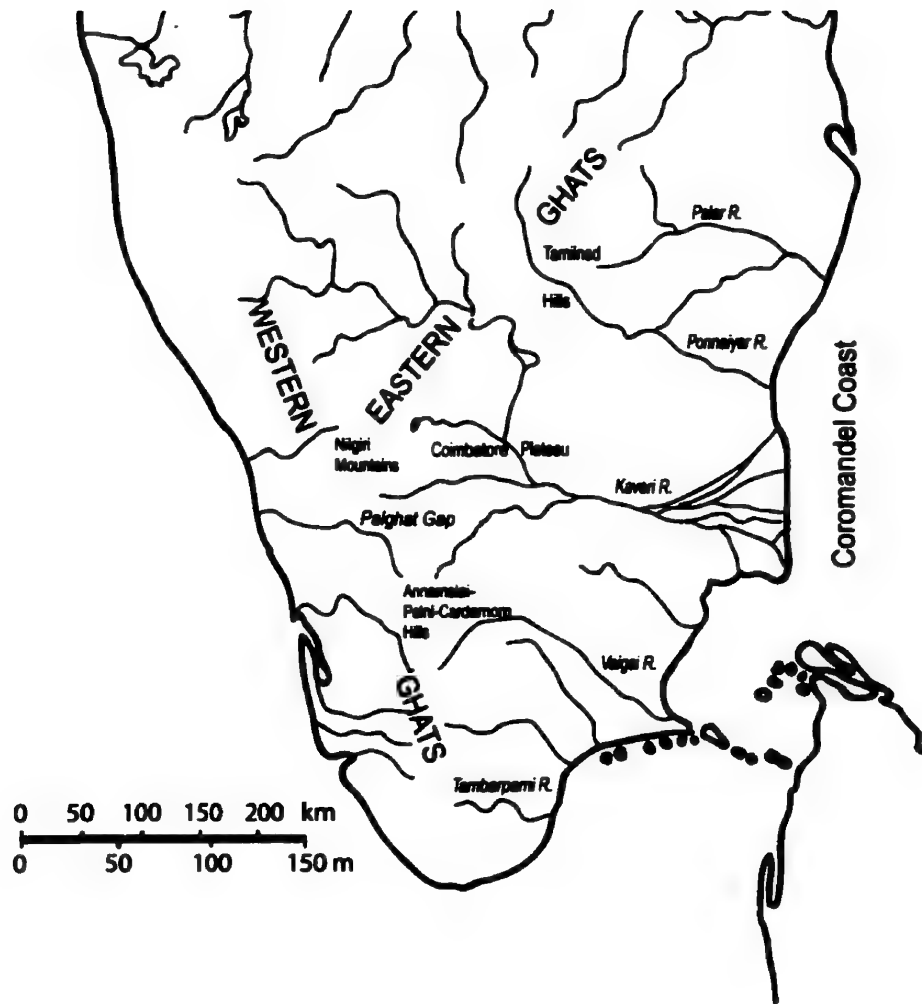 GHATS
Palar R.
Tamilnad
Hills
WESTERN
EASTERN
Ponnaiyar R.
Coromandel Coast
Nilgiri
Mountains
Coimbatore Plateau
Kaveri R.
Palghat Gap
Annamalai-
Palni-Cardamom
Hills
Vaigai R.
GHATS
Tambarparni R.
0 50 100 150 200 km
0 50 100 150 m